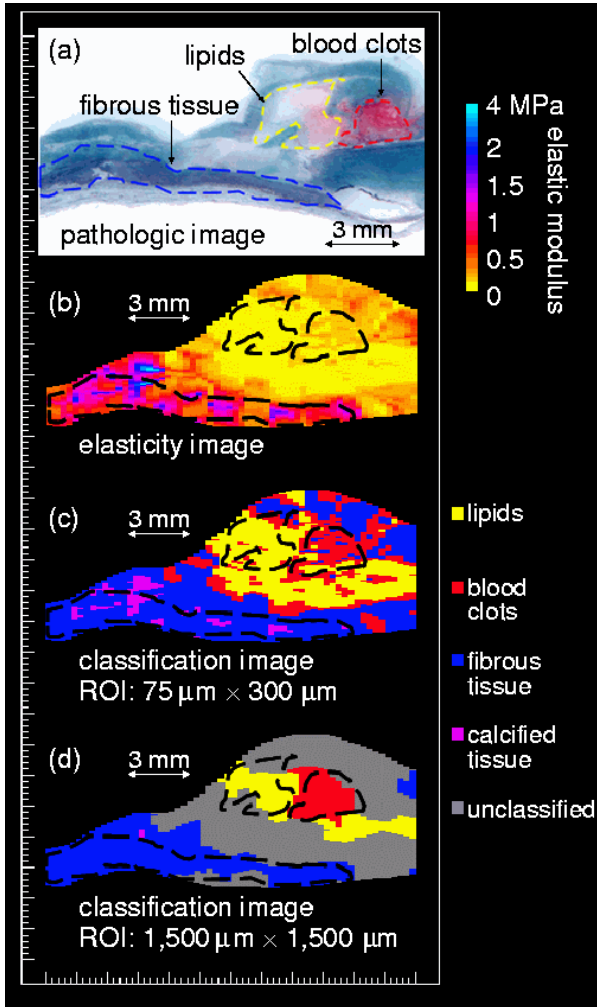 (a)
blood clots
lipids
fibrous tissue
pathologic image
3 mm
4 MPa
2
1.5
1
0.5
0
elastic modulus
(b)
3 mm
elasticity image
(c)
3 mm
classification image
ROI: 75 µm × 300 µm
lipids
blood
clots
fibrous
tissue
calcified
tissue
unclassified
(d)
3 mm
classification image
ROI: 1,500 µm × 1,500 µm